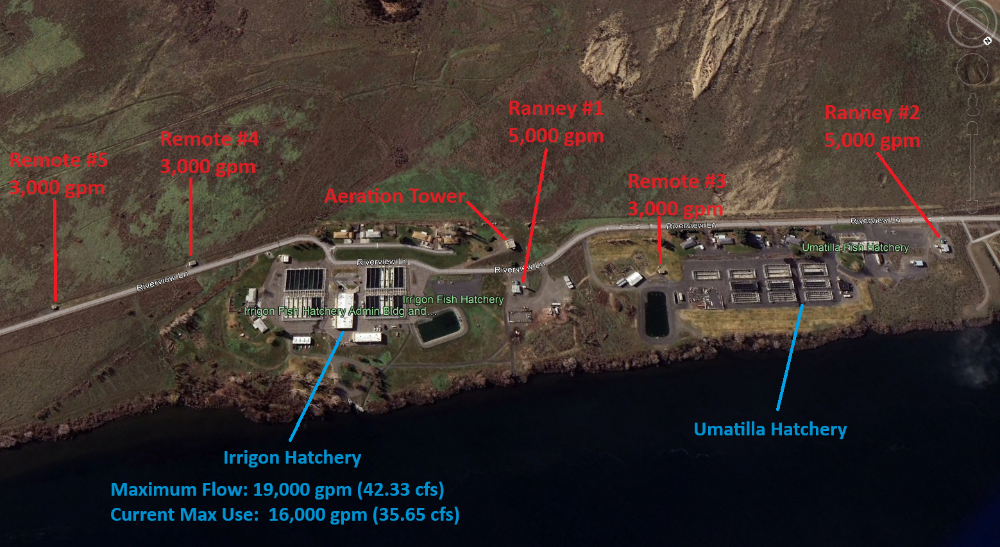 N
Ranney #1
5,000 gpm
Ranney #2
5,000 gpm
Remote #4
3,000 gpm
Remote #5
3,000 gpm
Remote #3
3,000 gpm
Aeration Tower
Riverview Ln
Riverview Ln
Umatilla Fish Hatchery
Riverview Ln
Riverview Ln
Riverview Ln
Irrigon Fish Hatchery
Irrigon Fish Hatchery Admin Bldg and...
Umatilla Hatchery
Irrigon Hatchery
Maximum Flow: 19,000 gpm (42.33 cfs)
Current Max Use:  16,000 gpm (35.65 cfs)